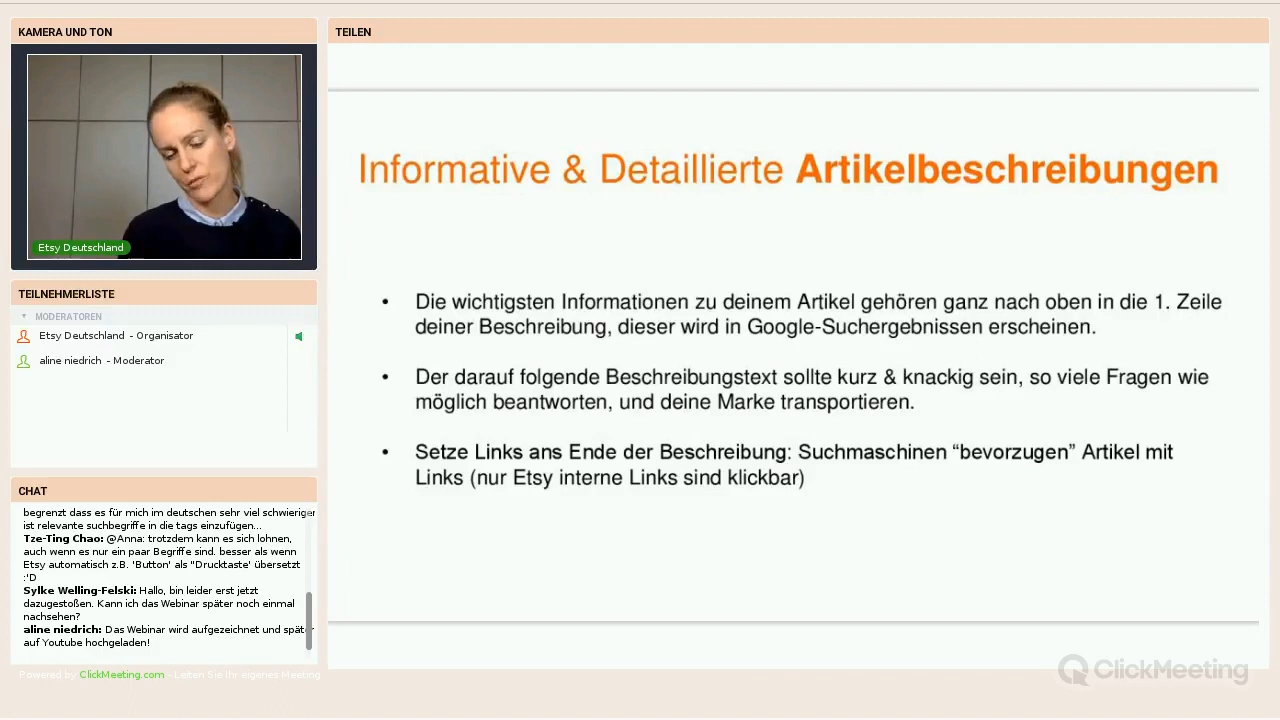 KAMERA UND TON
Etsy Deutschland
TEILNEHMERLISTE
MODERATOREN
Etsy Deutschland - Organisator
aline niedrich - Moderator
CHAT
begrenzt dass es für mich im deutschen sehr viel schwieriger
ist relevante suchbegriffe in die tags einzufügen...
Tze-Ting Chao: @Anna: trotzdem kann es sich lohnen,
auch wenn es nur ein paar Begriffe sind. besser als wenn
Etsy automatisch z.B. 'Button' als "Drucktaste' übersetzt
:'D
Sylke Welling-Felski: Hallo, bin leider erst jetzt
dazugestoßen. Kann ich das Webinar später noch einmal
nachsehen?
aline niedrich: Das Webinar wird aufgezeichnet und später
auf Youtube hochgeladen!
Powered by ClickMeeting.com - Leiten Sie Ihr eigenes Meeting
TEILEN
Informative & Detaillierte Artikelbeschreibungen
• Die wichtigsten Informationen zu deinem Artikel gehören ganz nach oben in die 1. Zeile
deiner Beschreibung, dieser wird in Google-Suchergebnissen erscheinen.
• Der darauf folgende Beschreibungstext sollte kurz & knackig sein, so viele Fragen wie
möglich beantworten, und deine Marke transportieren.
• Setze Links ans Ende der Beschreibung: Suchmaschinen “bevorzugen” Artikel mit
Links (nur Etsy interne Links sind klickbar)
ClickMeeting